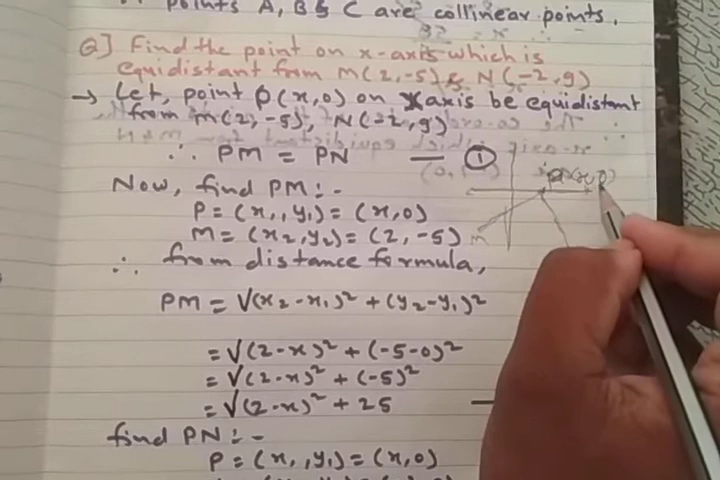 points A, B & C are collinear points.
Q] Find the point on x-axis which is
equidistant from M(2,-5) & N(-2,9)
→ Let, point P(x,0) on x axis be equidistant
from M(2,-5), N(-2,9)
∴ PM = PN — ①
P(x,0)
Now, find PM:-
P = (x₁,y₁) = (x,0)
M = (x₂,y₂) = (2,-5)
M
∴ from distance formula,
PM = √(x₂-x₁)² + (y₂-y₁)²
= √(2-x)² + (-5-0)²
= √(2-x)² + (-5)²
= √(2-x)² + 25 —
find PN:-
P = (x₁,y₁) = (x,0)